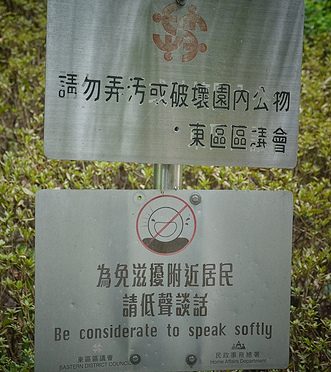 請勿弄污或破壞園內公物
·東區區議會
為免滋擾附近居民
請低聲談話
Be considerate to speak softly
東區區議會
EASTERN DISTRICT COUNCIL
民政事務總署
Home Affairs Department